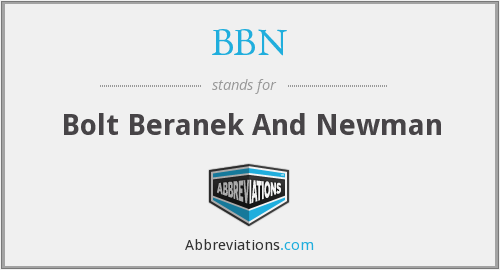 BBN
stands for
Bolt Beranek And Newman
ABBREVIATIONS
Abbreviations.com